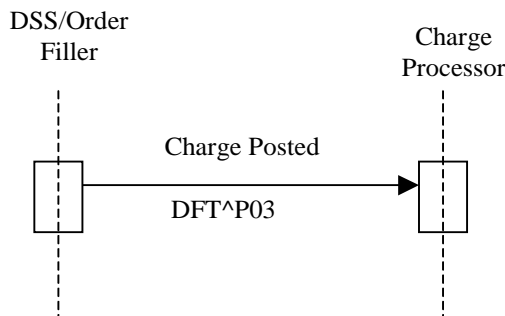 DSS/Order
Filler
Charge
Processor
Charge Posted
DFT^P03